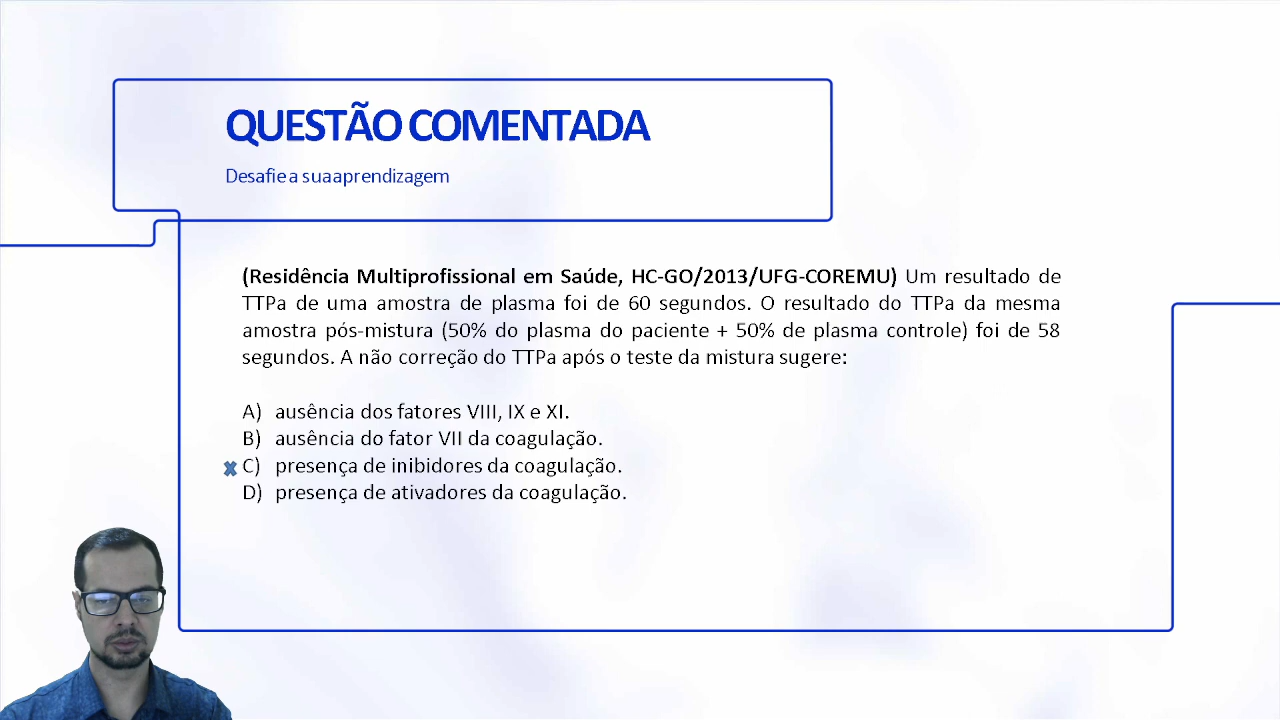 QUESTÃO COMENTADA
Desafie a sua aprendizagem
(Residência Multiprofissional em Saúde, HC-GO/2013/UFG-COREMU) Um resultado de
TTPa de uma amostra de plasma foi de 60 segundos. O resultado do TTPa da mesma
amostra pós-mistura (50% do plasma do paciente + 50% de plasma controle) foi de 58
segundos. A não correção do TTPa após o teste da mistura sugere:
A) ausência dos fatores VIII, IX e XI.
B) ausência do fator VII da coagulação.
C) presença de inibidores da coagulação.
D) presença de ativadores da coagulação.